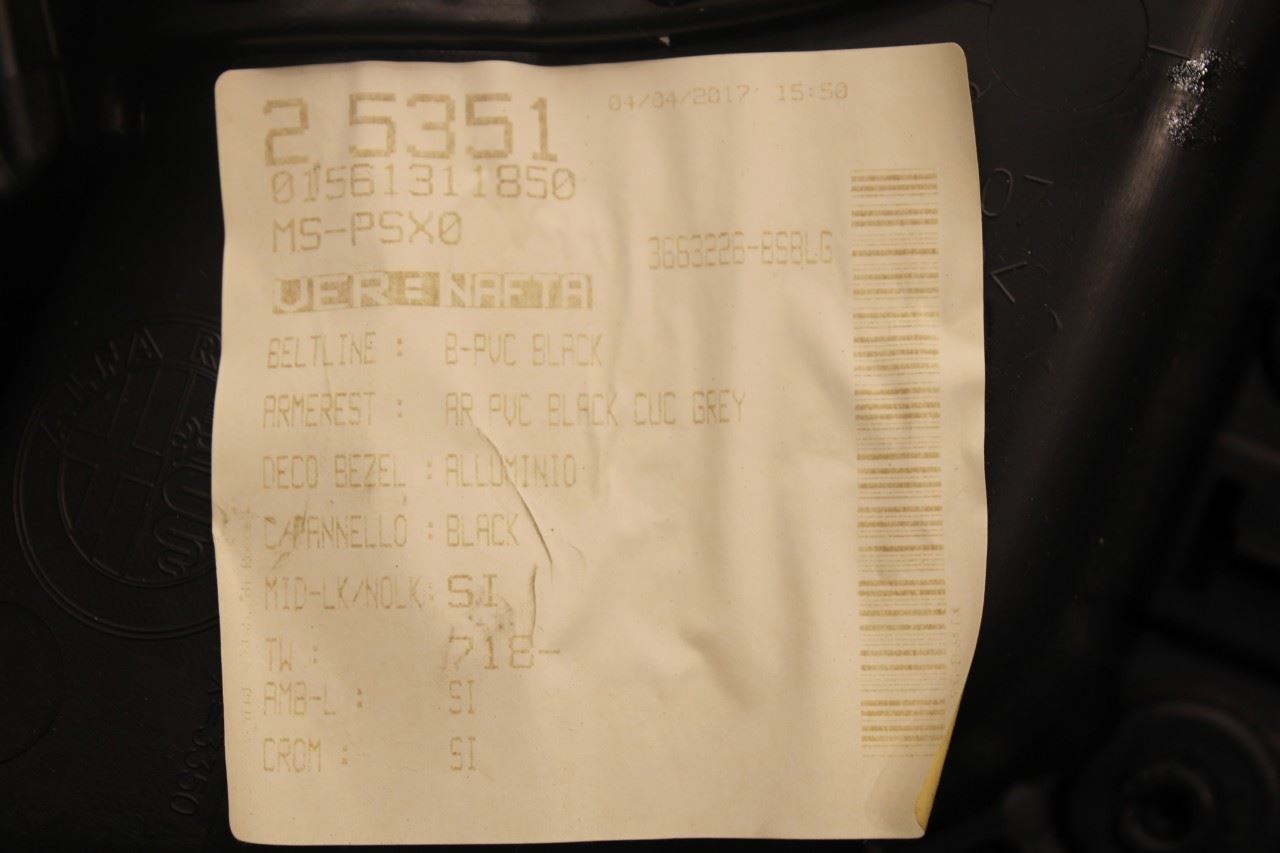 2 5351
04/04/2017 15:50
01561311850
MS-PSX0
3663226-BSBLG
VERE NAFTA
BELTLINE : B-PVC BLACK
ARMEREST : AR PVC BLACK CUC GREY
DECO BEZEL : ALLUMINIO
C/PANNELLO : BLACK
MID-LK/NOLK: SI
TW : 718-
AMB-L : SI
CROM : SI